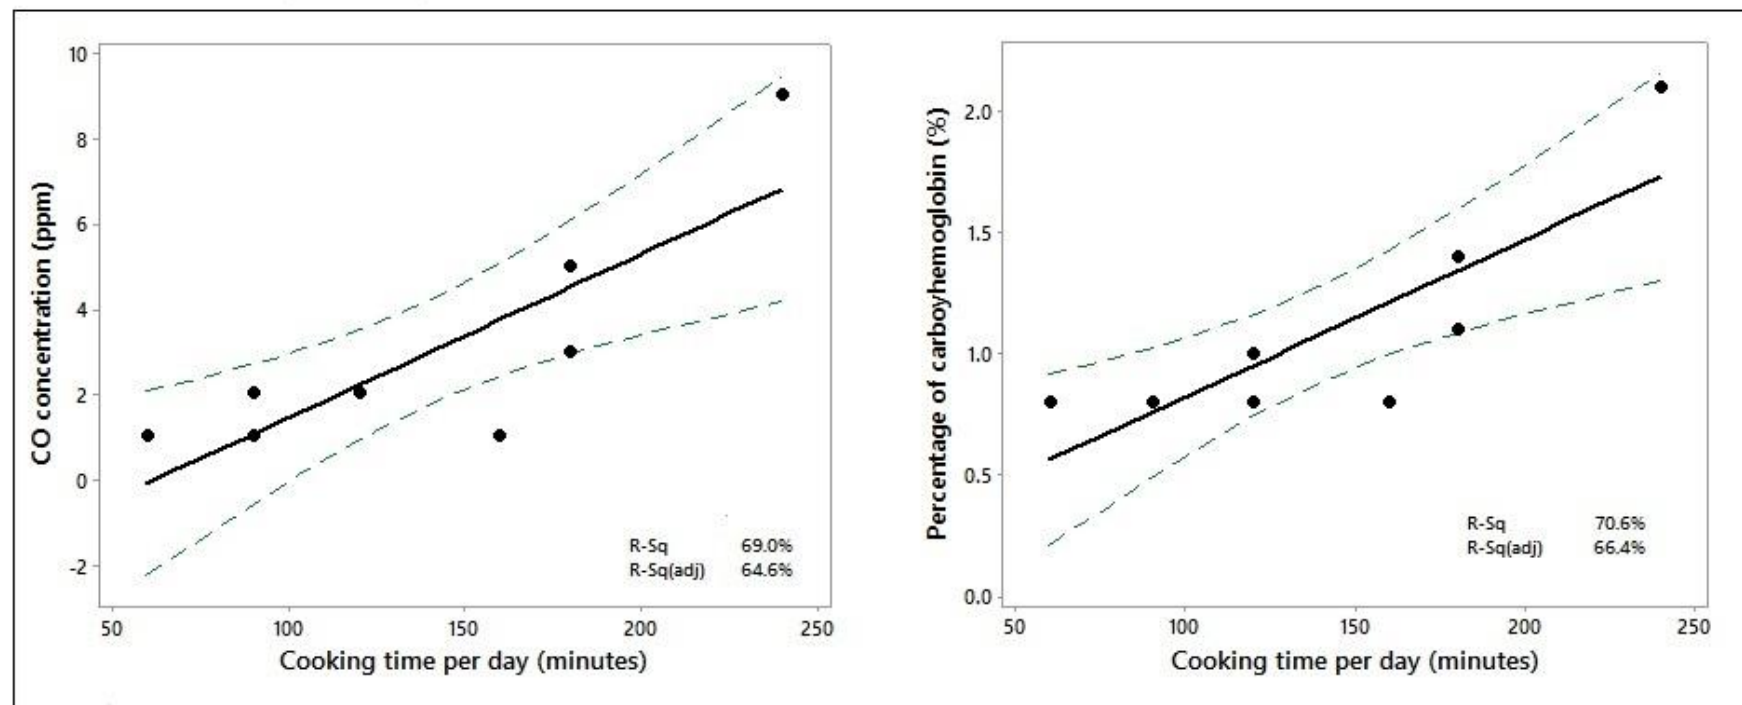 10
8
6
4
2
0
-2
CO concentration (ppm)
R-Sq 69.0%
R-Sq(adj) 64.6%
50 100 150 200 250
Cooking time per day (minutes)
2.0
1.5
1.0
0.5
0.0
Percentage of carboyhemoglobin (%)
R-Sq 70.6%
R-Sq(adj) 66.4%
50 100 150 200 250
Cooking time per day (minutes)